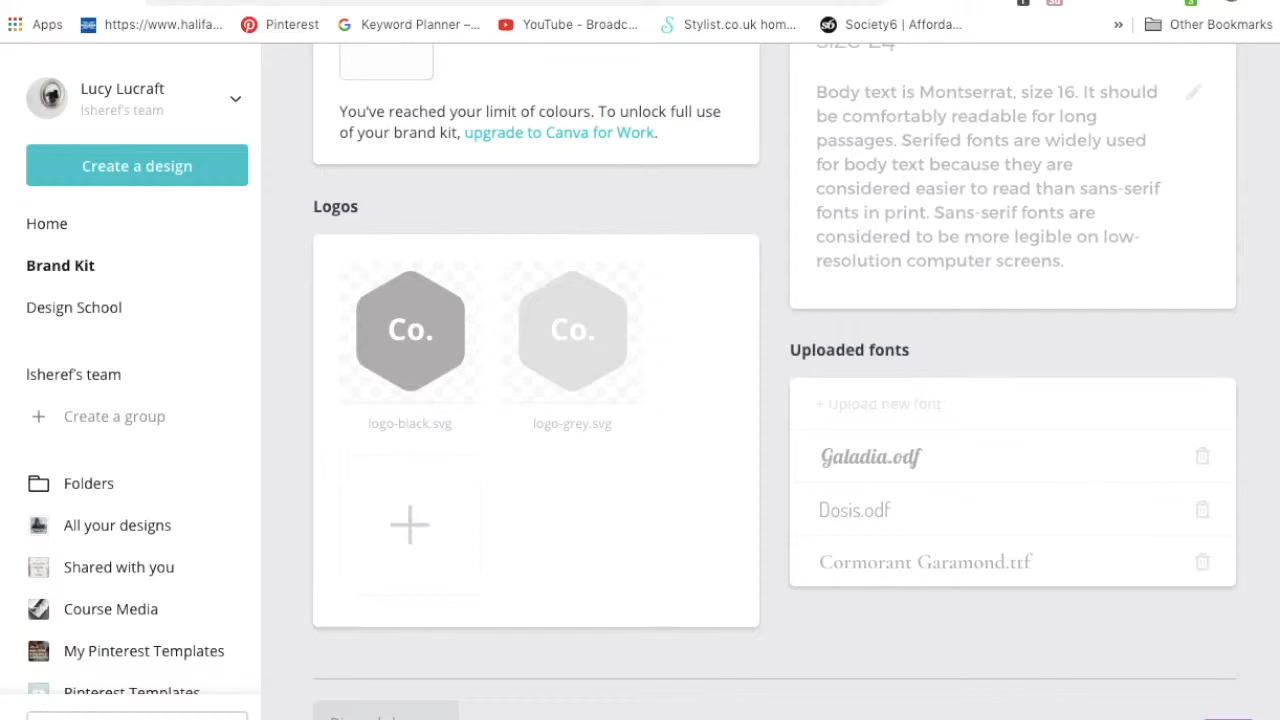 Apps
https://www.halifa...
Pinterest
Keyword Planner –...
YouTube - Broadc...
Stylist.co.uk hom...
Society6 | Afforda...
»
Other Bookmarks
Lucy Lucraft
lsheref's team
Create a design
Home
Brand Kit
Design School
lsheref's team
+ Create a group
Folders
All your designs
Shared with you
Course Media
My Pinterest Templates
Pinterest Templates
You've reached your limit of colours. To unlock full use
of your brand kit, upgrade to Canva for Work.
Logos
Co.
Co.
logo-black.svg
logo-grey.svg
Body text is Montserrat, size 16. It should
be comfortably readable for long
passages. Serifed fonts are widely used
for body text because they are
considered easier to read than sans-serif
fonts in print. Sans-serif fonts are
considered to be more legible on low-
resolution computer screens.
Uploaded fonts
+ Upload new font
Galadia.odf
Dosis.odf
Cormorant Garamond.ttf